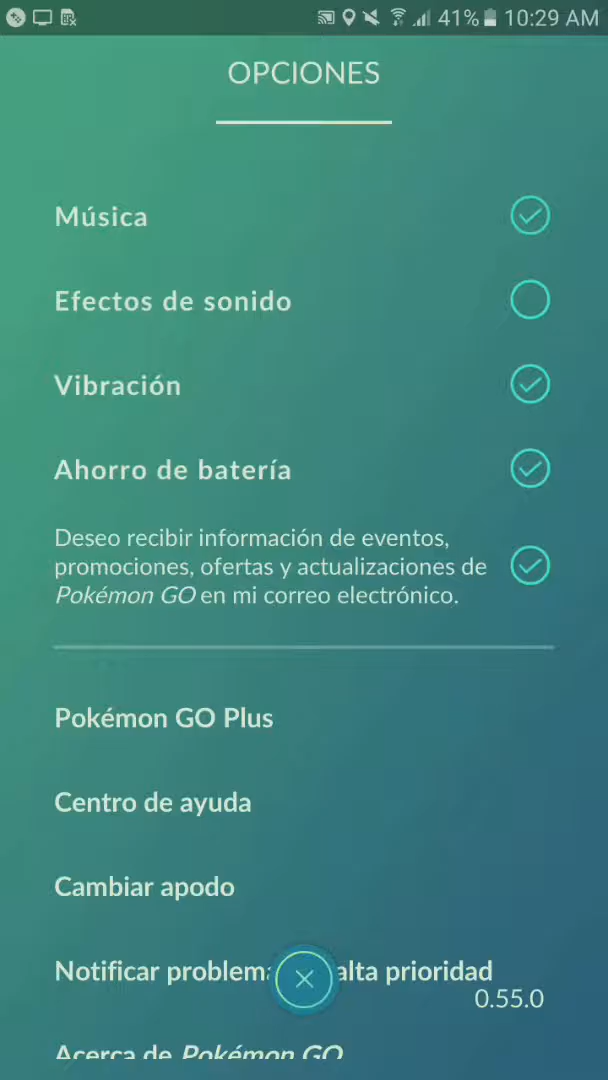 41% 10:29 AM
OPCIONES
Música
Efectos de sonido
Vibración
Ahorro de batería
Deseo recibir información de eventos,
promociones, ofertas y actualizaciones de
Pokémon GO en mi correo electrónico.
Pokémon GO Plus
Centro de ayuda
Cambiar apodo
Notificar problema alta prioridad
0.55.0
Acerca de Pokémon GO